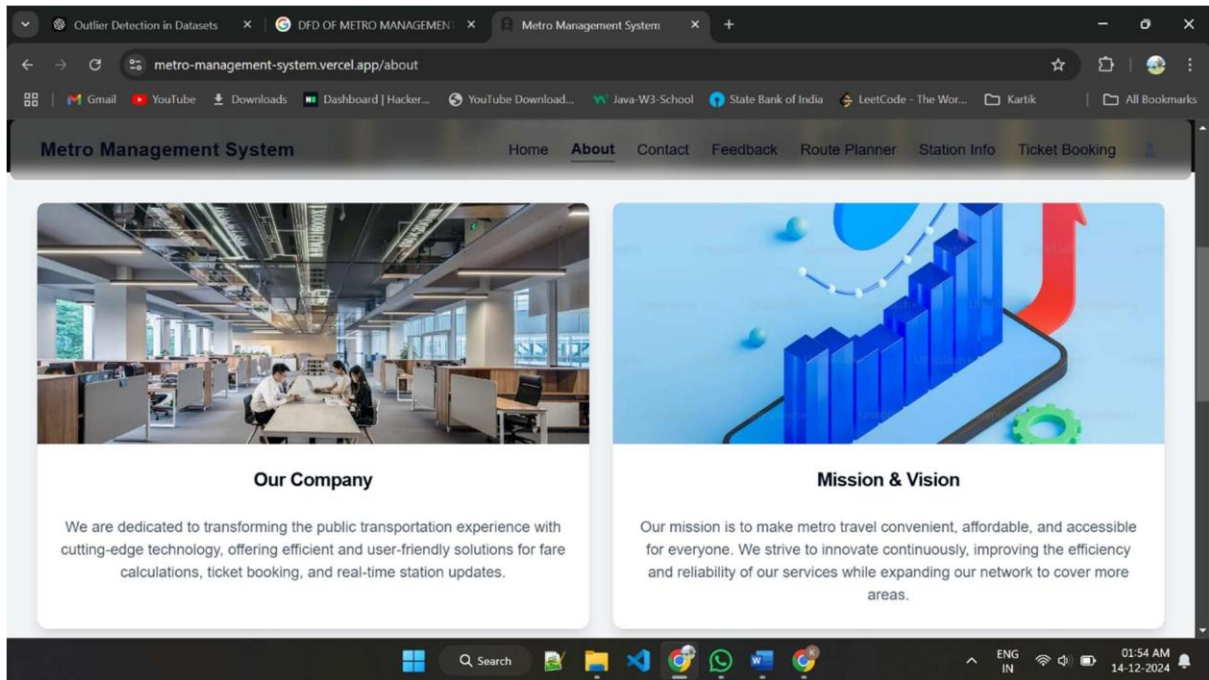 Outlier Detection in Datasets
DFD OF METRO MANAGEMENT
Metro Management System
metro-management-system.vercel.app/about
Gmail YouTube Downloads Dashboard | Hacker... YouTube Download... Java-W3-School State Bank of India LeetCode - The Wor... Kartik All Bookmarks
Metro Management System Home About Contact Feedback Route Planner Station Info Ticket Booking
Our Company
We are dedicated to transforming the public transportation experience with
cutting-edge technology, offering efficient and user-friendly solutions for fare
calculations, ticket booking, and real-time station updates.
Mission & Vision
Our mission is to make metro travel convenient, affordable, and accessible
for everyone. We strive to innovate continuously, improving the efficiency
and reliability of our services while expanding our network to cover more
areas.
Search
ENG
IN
01:54 AM
14-12-2024